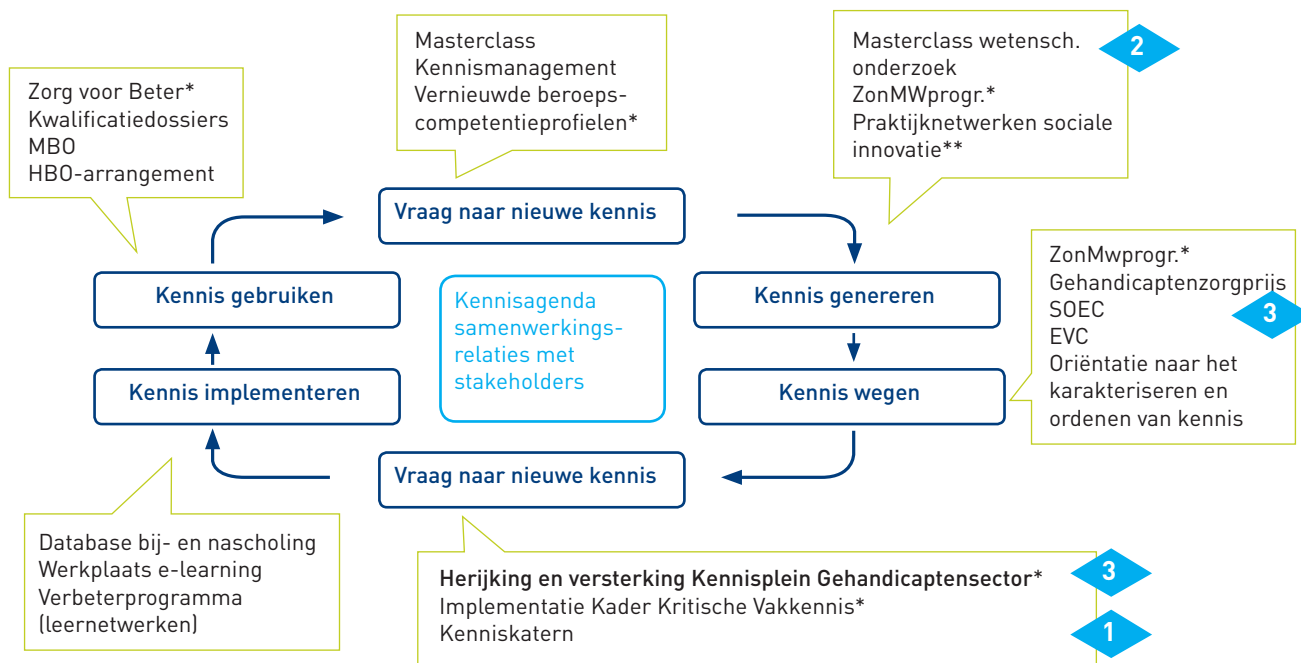 Masterclass
Kennismanagement
Vernieuwde beroeps-
competentieprofielen*
Masterclass wetensch.
onderzoek
ZonMWprogr.*
Praktijknetwerken sociale
innovatie**
2
Zorg voor Beter*
Kwalificatiedossiers
MBO
HBO-arrangement
Vraag naar nieuwe kennis
Kennis gebruiken
Kennisagenda
samenwerkings-
relaties met
stakeholders
Kennis genereren
ZonMwprogr.*
Gehandicaptenzorgprijs
SOEC
EVC
Oriëntatie naar het
karakteriseren en
ordenen van kennis
3
Kennis implementeren
Kennis wegen
Vraag naar nieuwe kennis
Database bij- en nascholing
Werkplaats e-learning
Verbeterprogramma
(leernetwerken)
Herijking en versterking Kennisplein Gehandicaptensector*
Implementatie Kader Kritische Vakkennis*
Kenniskatern
3
1